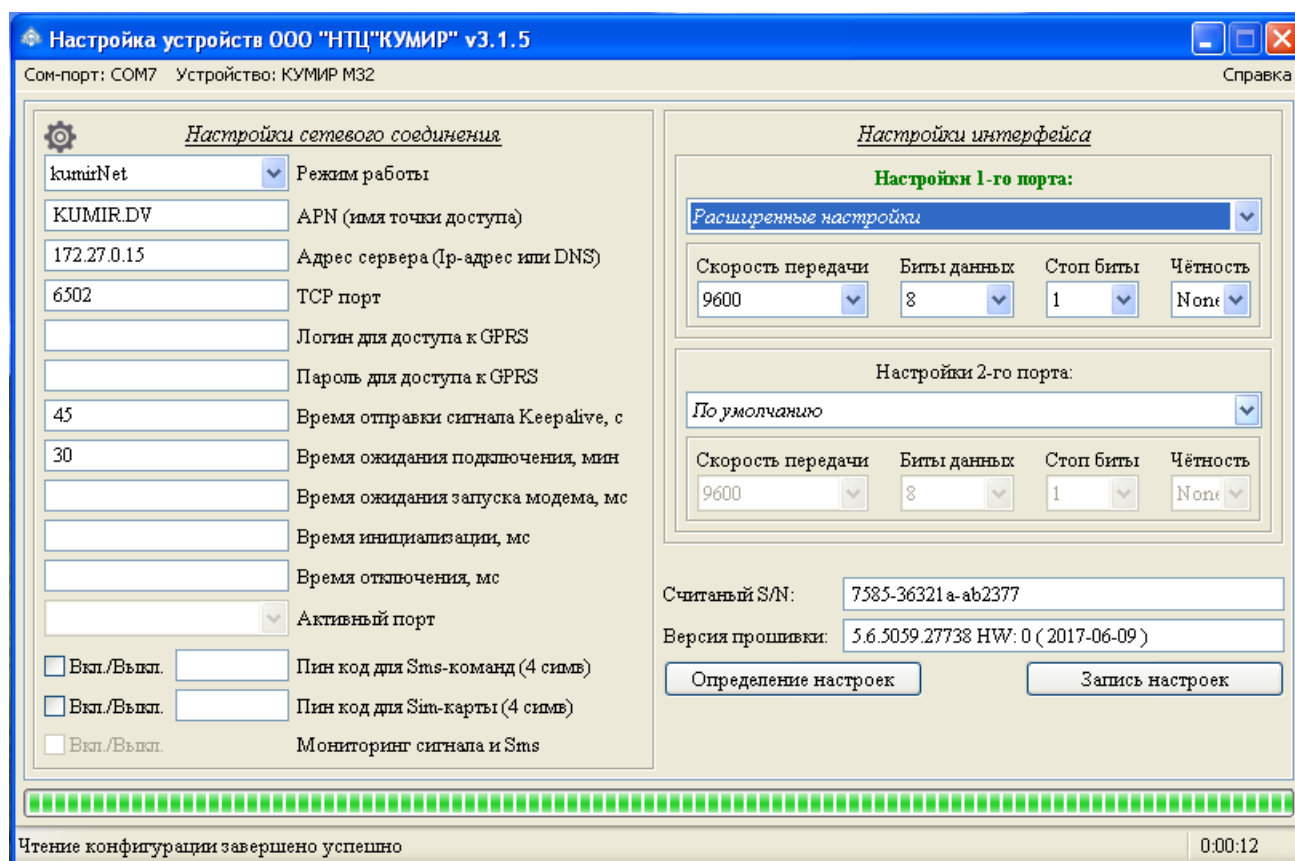 Настройка устройств ООО "НТЦ"КУМИР" v3.1.5
Сом-порт: COM7 Устройство: КУМИР М32 Справка
Настройки сетевого соединения
kumirNet Режим работы
KUMIR.DV APN (имя точки доступа)
172.27.0.15 Адрес сервера (Ip-адрес или DNS)
6502 TCP порт
Логин для доступа к GPRS
Пароль для доступа к GPRS
45 Время отправки сигнала Keepalive, с
30 Время ожидания подключения, мин
Время ожидания запуска модема, мс
Время инициализации, мс
Время отключения, мс
Активный порт
Вкл./Выкл. Пин код для Sms-команд (4 симв)
Вкл./Выкл. Пин код для Sim-карты (4 симв)
Вкл./Выкл. Мониторинг сигнала и Sms
Настройки интерфейса
Настройки 1-го порта:
Расширенные настройки
Скорость передачи Биты данных Стоп биты Чётность
9600 8 1 None
Настройки 2-го порта:
По умолчанию
Скорость передачи Биты данных Стоп биты Чётность
9600 8 1 None
Считаный S/N: 7585-36321a-ab2377
Версия прошивки: 5.6.5059.27738 HW: 0 ( 2017-06-09 )
Определение настроек Запись настроек
Чтение конфигурации завершено успешно 0:00:12